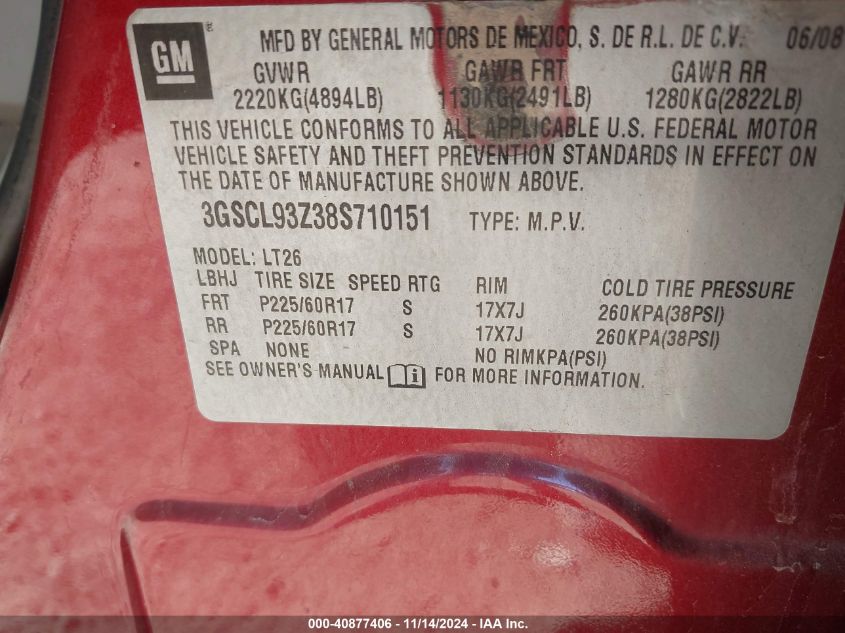 GM
MFD BY GENERAL MOTORS DE MEXICO, S. DE R.L. DE C.V. 06/08
GVWR GAWR FRT GAWR RR
2220KG(4894LB) 1130KG(2491LB) 1280KG(2822LB)
THIS VEHICLE CONFORMS TO ALL APPLICABLE U.S. FEDERAL MOTOR
VEHICLE SAFETY AND THEFT PREVENTION STANDARDS IN EFFECT ON
THE DATE OF MANUFACTURE SHOWN ABOVE.
3GSCL93Z38S710151 TYPE: M.P.V.
MODEL: LT26
LBHJ TIRE SIZE SPEED RTG RIM COLD TIRE PRESSURE
FRT P225/60R17 S 17X7J 260KPA(38PSI)
RR P225/60R17 S 17X7J 260KPA(38PSI)
SPA NONE NO RIMKPA(PSI)
SEE OWNER'S MANUAL FOR MORE INFORMATION.
000-40877406 - 11/14/2024 - IAA Inc.